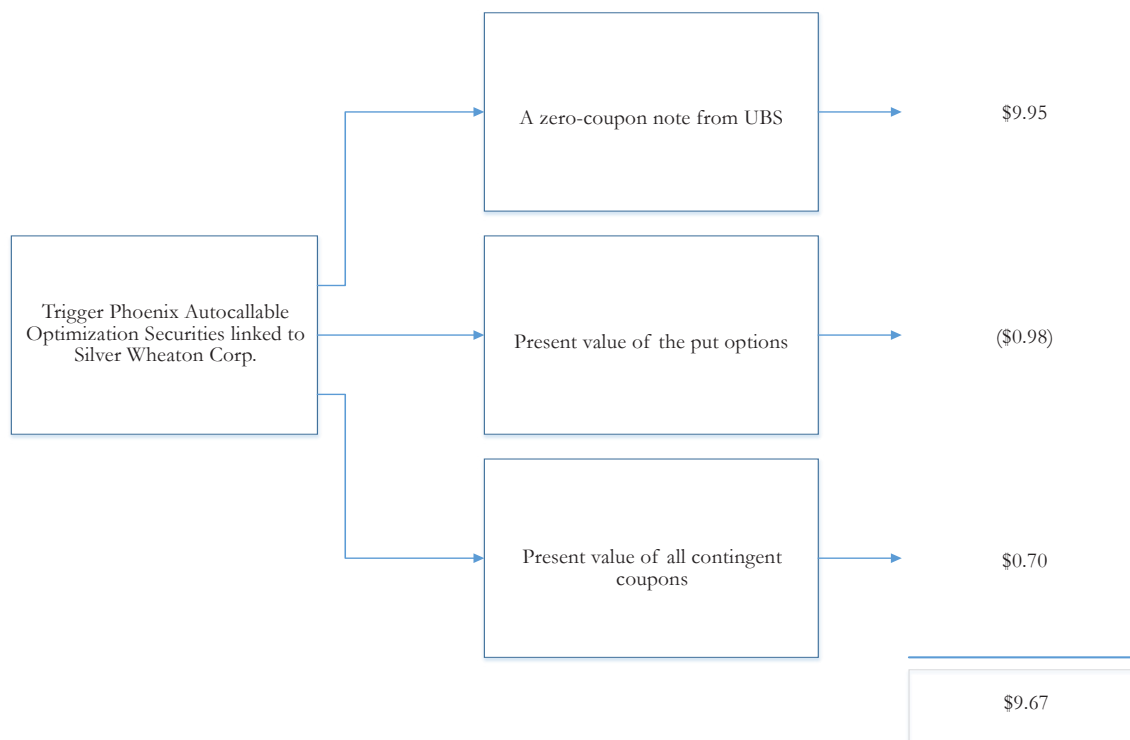 A zero-coupon note from UBS
$9.95
Trigger Phoenix Autocallable
Optimization Securities linked to
Silver Wheaton Corp.
Present value of the put options
($0.98)
Present value of all contingent
coupons
$0.70
$9.67